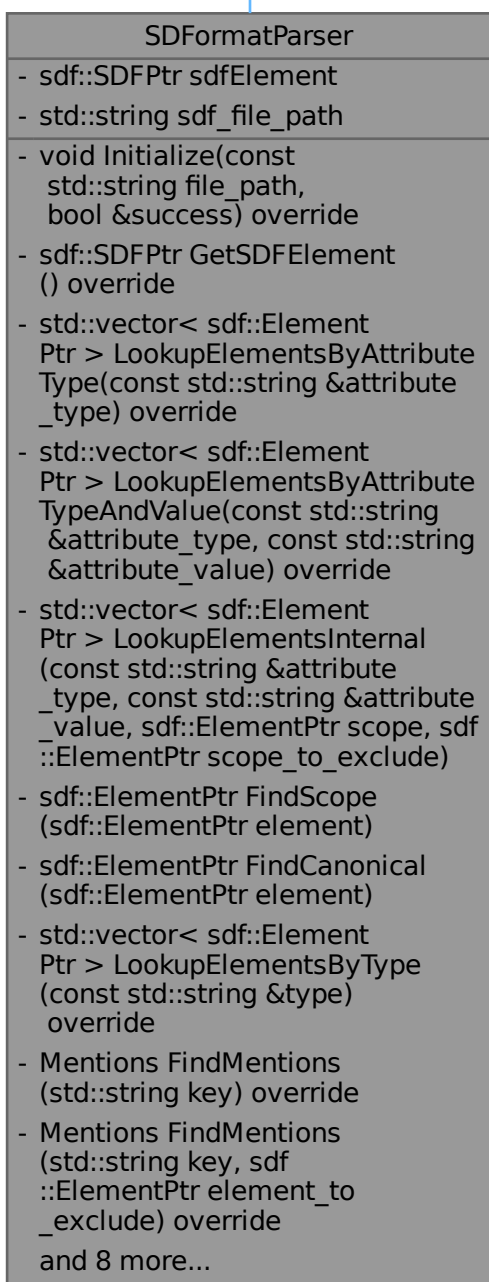 SDFormatParser
- sdf::SDFPtr sdfElement
- std::string sdf_file_path
- void Initialize(const
std::string file_path,
bool &success) override
- sdf::SDFPtr GetSDFElement
() override
- std::vector< sdf::Element
Ptr > LookupElementsByAttribute
Type(const std::string &attribute
_type) override
- std::vector< sdf::Element
Ptr > LookupElementsByAttribute
TypeAndValue(const std::string
&attribute_type, const std::string
&attribute_value) override
- std::vector< sdf::Element
Ptr > LookupElementsInternal
(const std::string &attribute
_type, const std::string &attribute
_value, sdf::ElementPtr scope, sdf
::ElementPtr scope_to_exclude)
- sdf::ElementPtr FindScope
(sdf::ElementPtr element)
- sdf::ElementPtr FindCanonical
(sdf::ElementPtr element)
- std::vector< sdf::Element
Ptr > LookupElementsByType
(const std::string &type)
override
- Mentions FindMentions
(std::string key) override
- Mentions FindMentions
(std::string key, sdf
::ElementPtr element_to
_exclude) override
and 8 more...